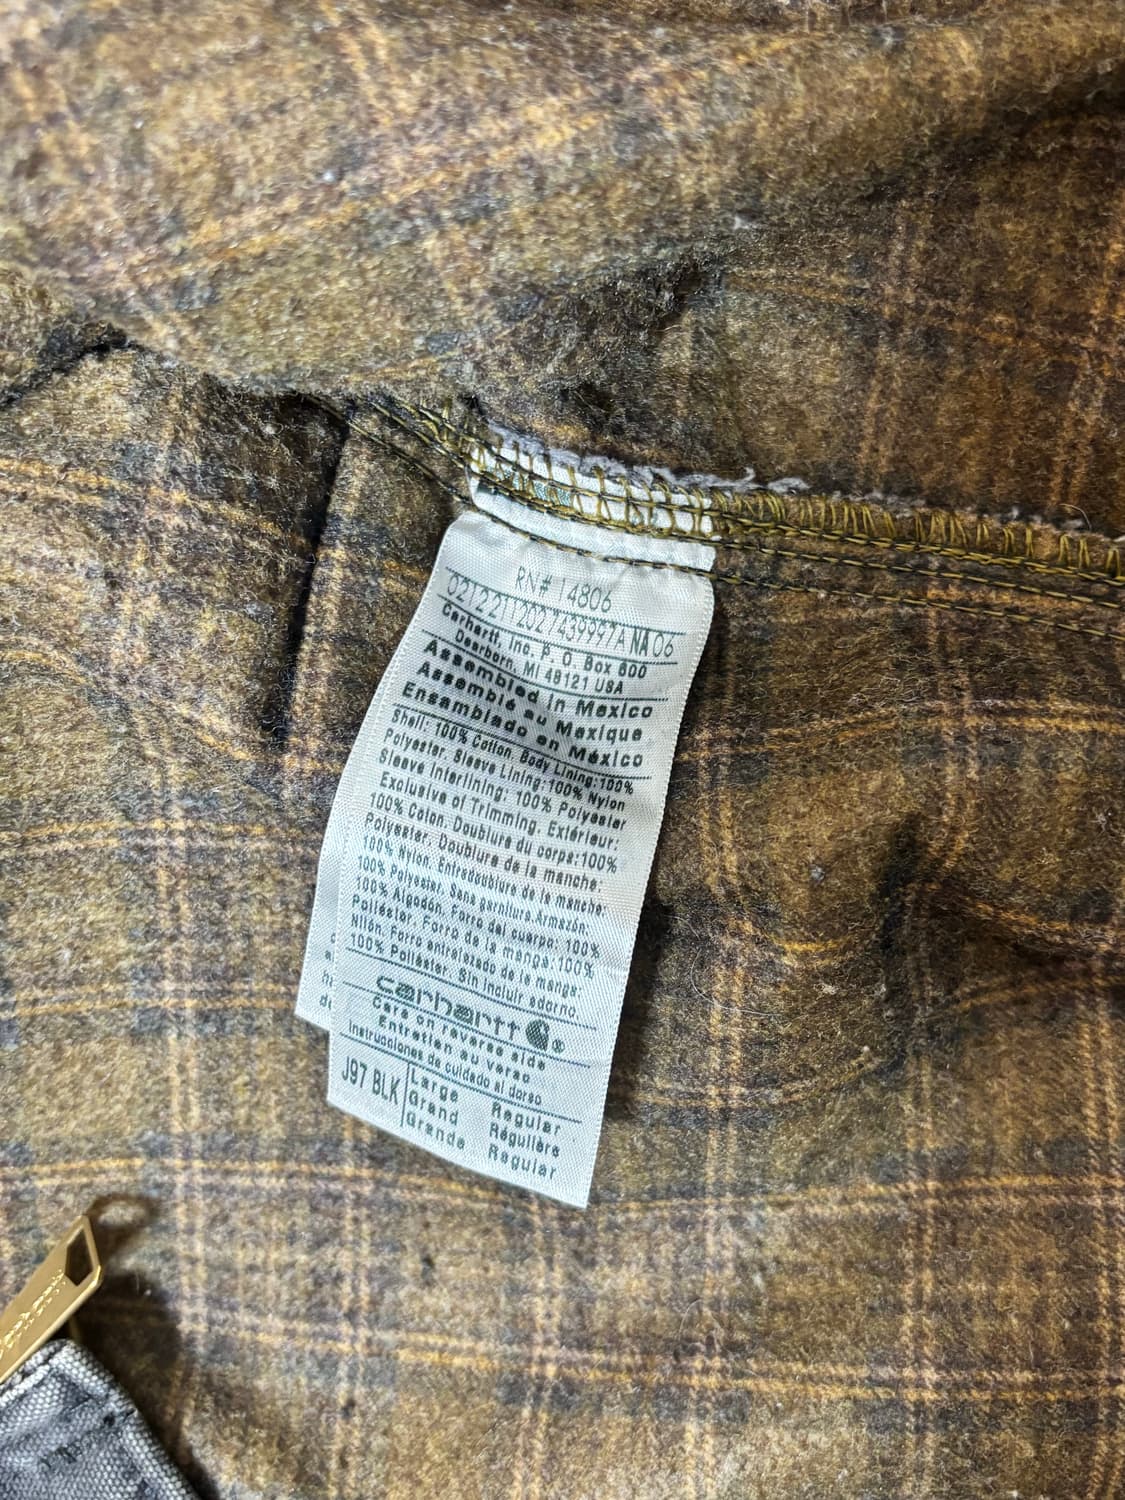 RN# 14806
02122112027439997A NA 06
Carhartt, Inc. P. O. Box 600
Dearborn, MI 48121 USA
Assembled in Mexico
Assemblé au Mexique
Ensamblado en México
Shell: 100% Cotton. Body Lining:100%
Polyester. Sleeve Lining:100% Nylon
Sleeve Interlining: 100% Polyester
Exclusive of Trimming. Extérieur:
100% Coton. Doublure du corps:100%
Polyester. Doublure de la manche:
100% Nylon. Entredoublure de la manche:
100% Polyester. Sans garniture.Armazón:
100% Algodón. Forro del cuerpo: 100%
Poliéster. Forro de la manga:100%
Nilón. Forro entrelazado de la manga:
100% Poliéster. Sin incluir adorno.
carhartt ®
Care on reverse side
Entretien au verso
Instrucciones de cuidado al dorso
J97 BLK Large Regular
Grand Régulière
Grande Regular